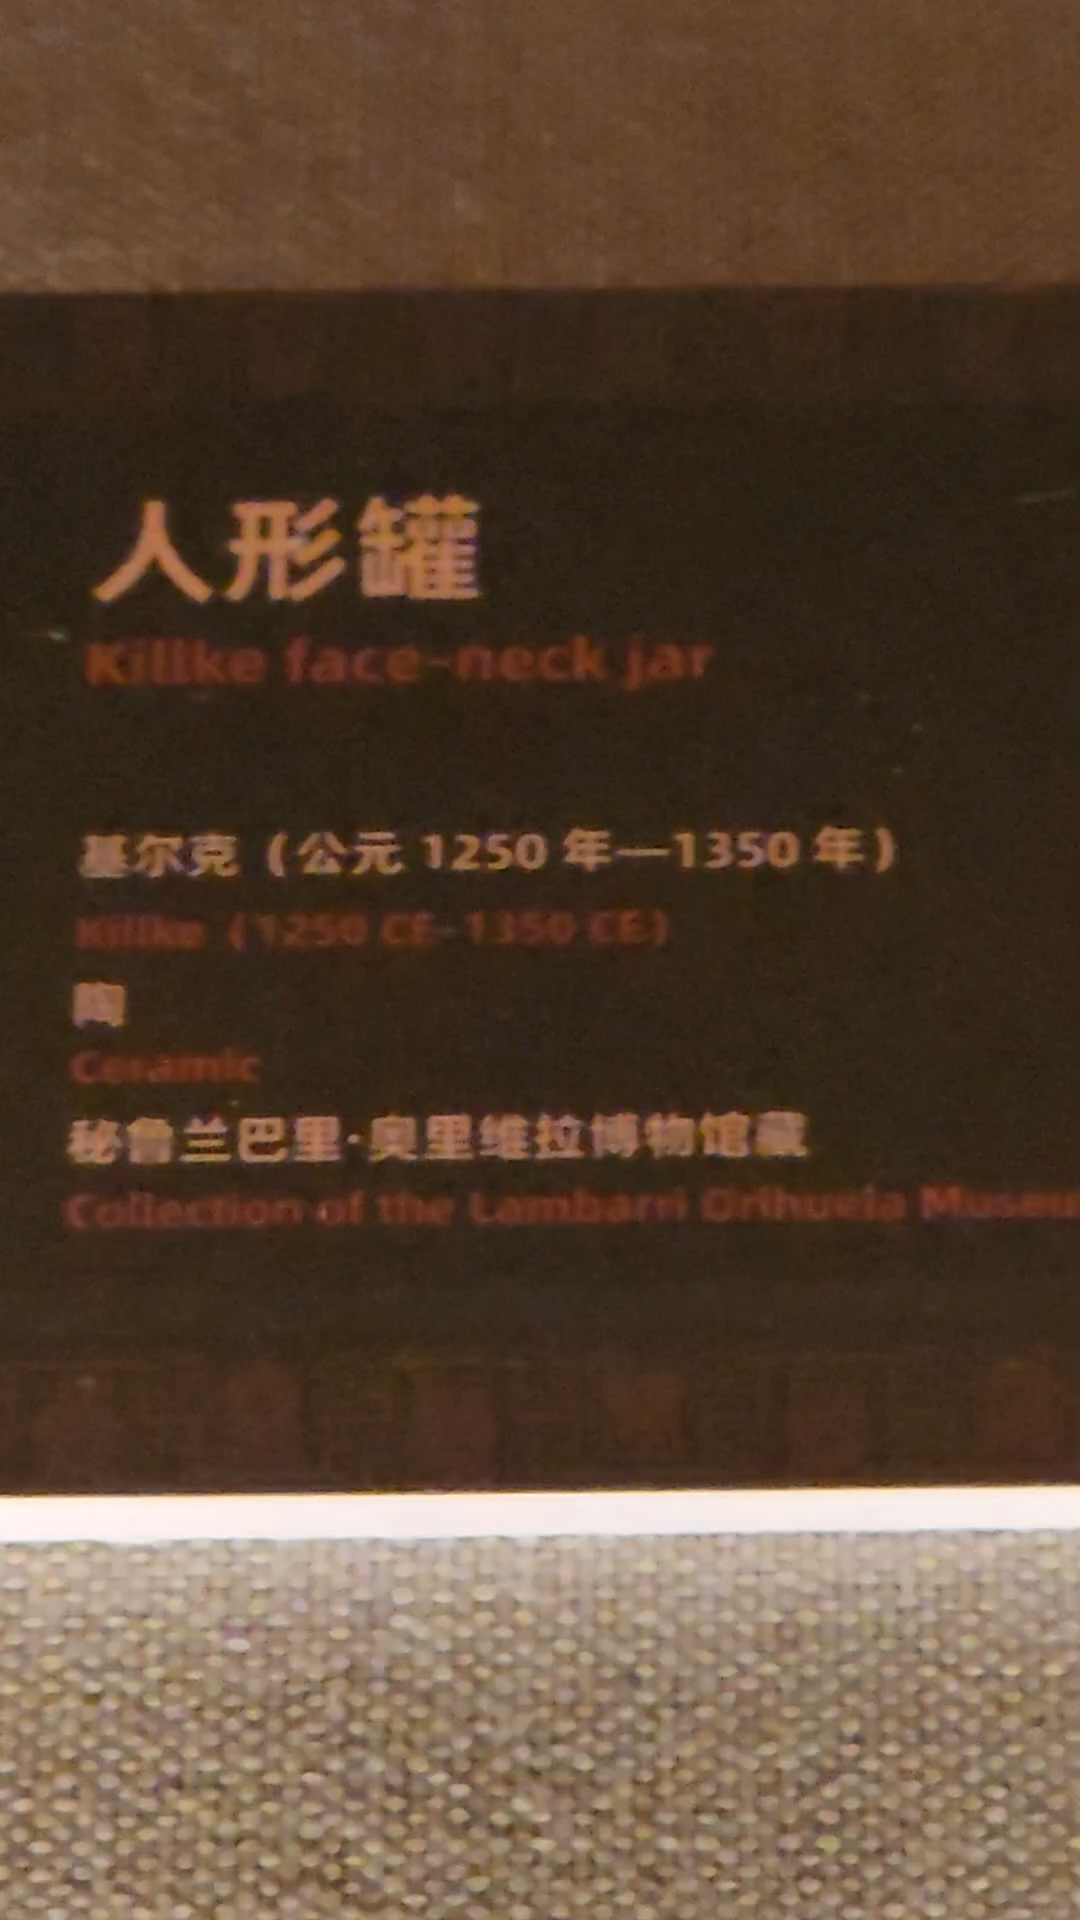 人形罐
Killke face-neck jar
基尔克（公元 1250 年—1350 年）
Killke (1250 CE–1350 CE)
陶
Ceramic
秘鲁兰巴里·奥里维拉博物馆藏
Collection of the Lambarri Orihuela Museu